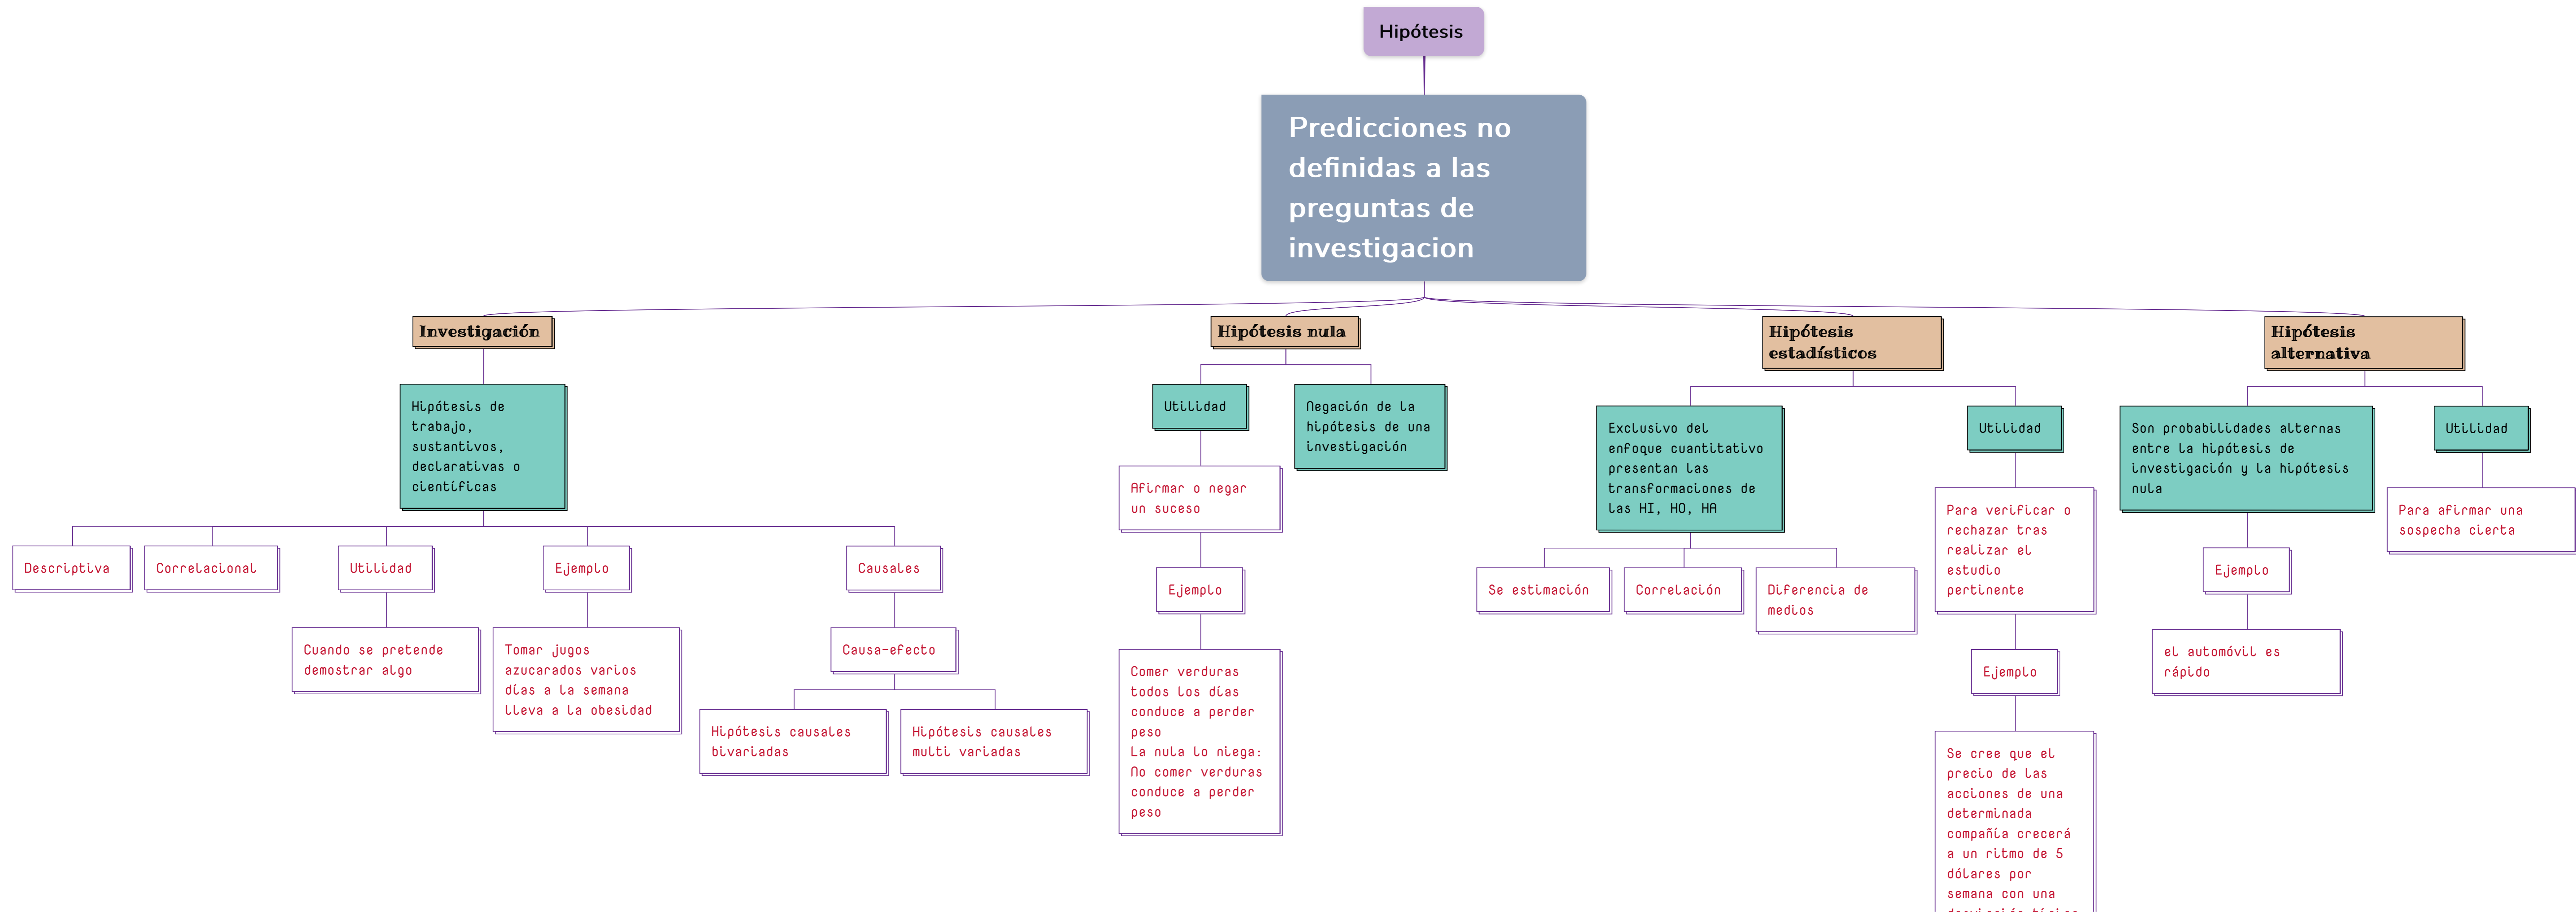 Hipótesis
Predicciones no
definidas a las
preguntas de
investigacion
Investigación
Hipótesis de
trabajo,
sustantivos,
declarativas o
científicas
Descriptiva
Correlacional
Utilidad
Cuando se pretende
demostrar algo
Ejemplo
Tomar jugos
azucarados varios
días a la semana
lleva a la obesidad
Causales
Causa-efecto
Hipótesis causales
bivariadas
Hipótesis causales
multi variadas
Hipótesis nula
Utilidad
Afirmar o negar
un suceso
Ejemplo
Comer verduras
todos los días
conduce a perder
peso
La nula lo niega:
No comer verduras
conduce a perder
peso
Negación de la
hipótesis de una
investigación
Hipótesis
estadísticos
Exclusivo del
enfoque cuantitativo
presentan las
transformaciones de
las HI, HO, HA
Se estimación
Correlación
Diferencia de
medios
Utilidad
Para verificar o
rechazar tras
realizar el
estudio
pertinente
Ejemplo
Se cree que el
precio de las
acciones de una
determinada
compañía crecerá
a un ritmo de 5
dólares por
semana con una
Hipótesis
alternativa
Son probabilidades alternas
entre la hipótesis de
investigación y la hipótesis
nula
Ejemplo
el automóvil es
rápido
Utilidad
Para afirmar una
sospecha cierta